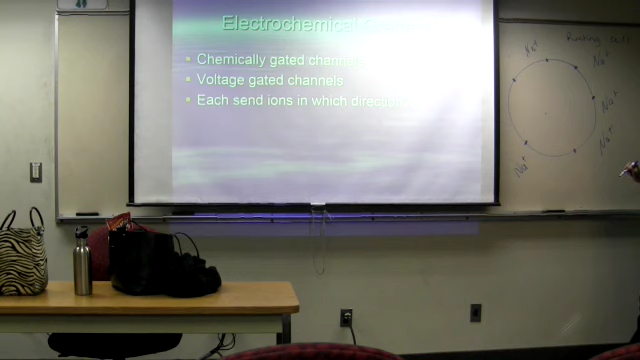 Electrochemical
Chemically gated channels
Voltage gated channels
Each send ions in which direction?
Resting cell
Na⁺
Na⁺
Na⁺
Na⁺
Na⁺